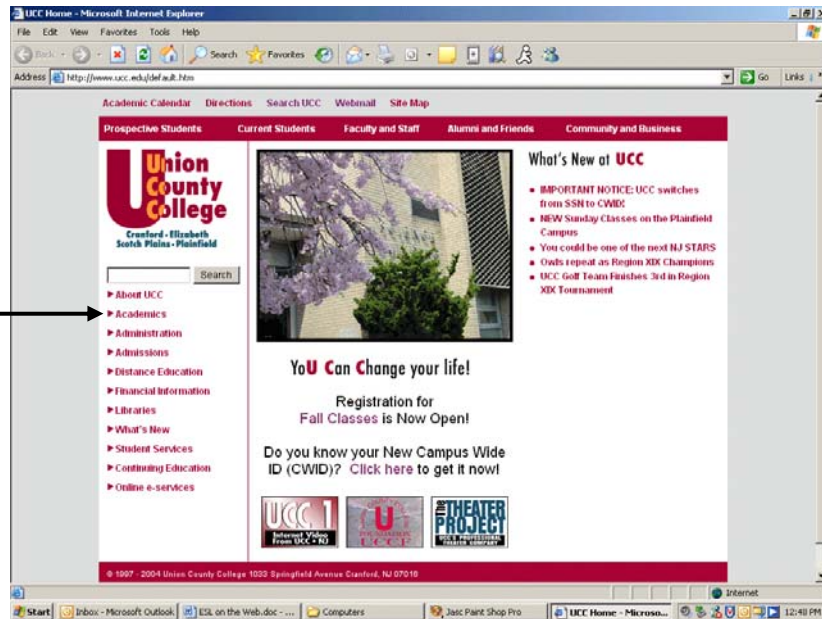 UCC Home - Microsoft Internet Explorer
File Edit View Favorites Tools Help
Back Search Favorites
Address http://www.ucc.edu/default.htm Go Links
Academic Calendar Directions Search UCC Webmail Site Map
Prospective Students Current Students Faculty and Staff Alumni and Friends Community and Business
Union
County
College
Cranford - Elizabeth
Scotch Plains - Plainfield
Search
About UCC
Academics
Administration
Admissions
Distance Education
Financial Information
Libraries
What's New
Student Services
Continuing Education
Online e-services
YoU Can Change your life!
Registration for
Fall Classes is Now
Open!
Do you know your New Campus Wide
ID (CWID)? Click here to
get it now!
UCC 1
Internet Video
From UCC • NJ
U
FOUNDATION
UCCF
The
THEATER
PROJECT
UCC'S PROFESSIONAL
THEATER COMPANY
What's New at UCC
IMPORTANT NOTICE: UCC switches
from SSN to CWID!
NEW Sunday Classes on the Plainfield
Campus
You could be one of the next NJ STARS
Owls repeat as Region XIX Champions
UCC Golf Team Finishes 3rd in Region
XIX Tournament
© 1997 - 2004 Union County College 1033 Springfield Avenue Cranford, NJ 07016
Internet
Start Inbox - Microsoft Outlook ESL on the Web.doc - ... Computers Jasc Paint Shop Pro UCC Home - Microso... 12:48 PM